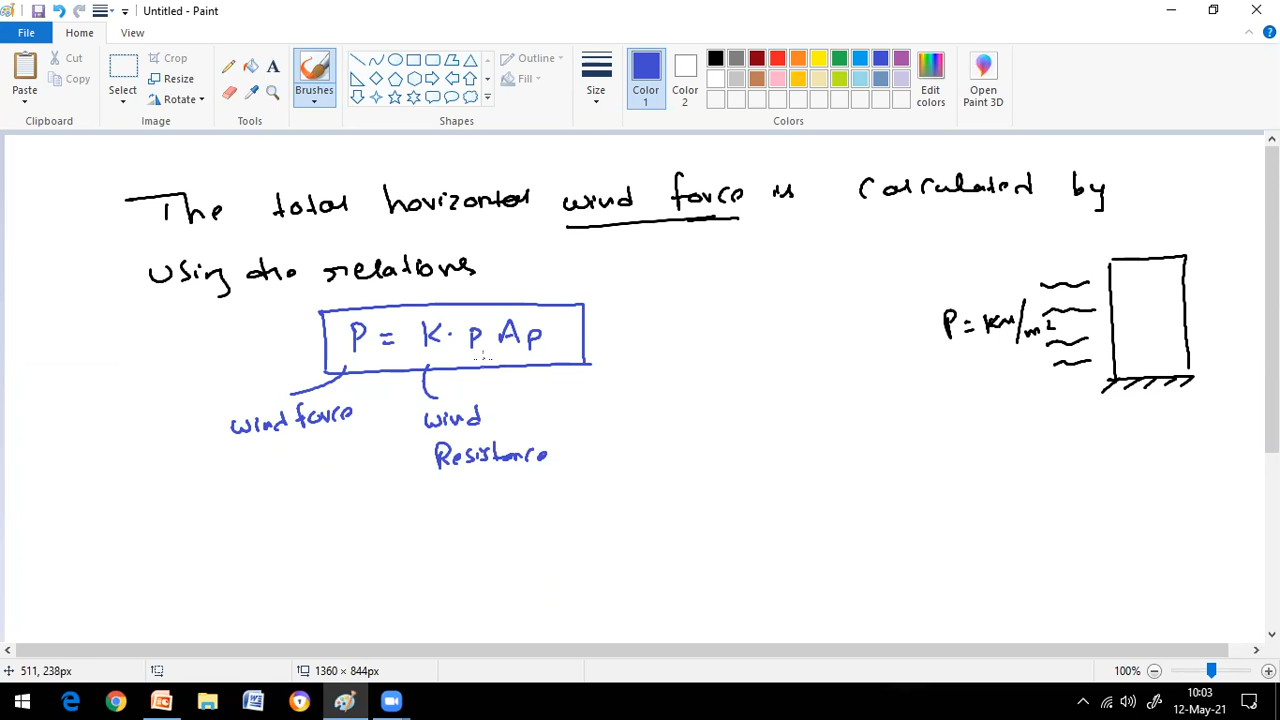 Untitled - Paint
File
Home
View
Paste
Cut
Copy
Clipboard
Select
Crop
Resize
Rotate
Image
A
Tools
Brushes
Shapes
Outline
Fill
Size
Color
1
Color
2
Colors
Edit
colors
Open
Paint 3D
The total horizontal wind force is calculated by
Using the relations
P = K. p Ap
wind force
wind
Resistance
P = KN/m2
511, 238px
1360 × 844px
100%
10:03
12-May-21